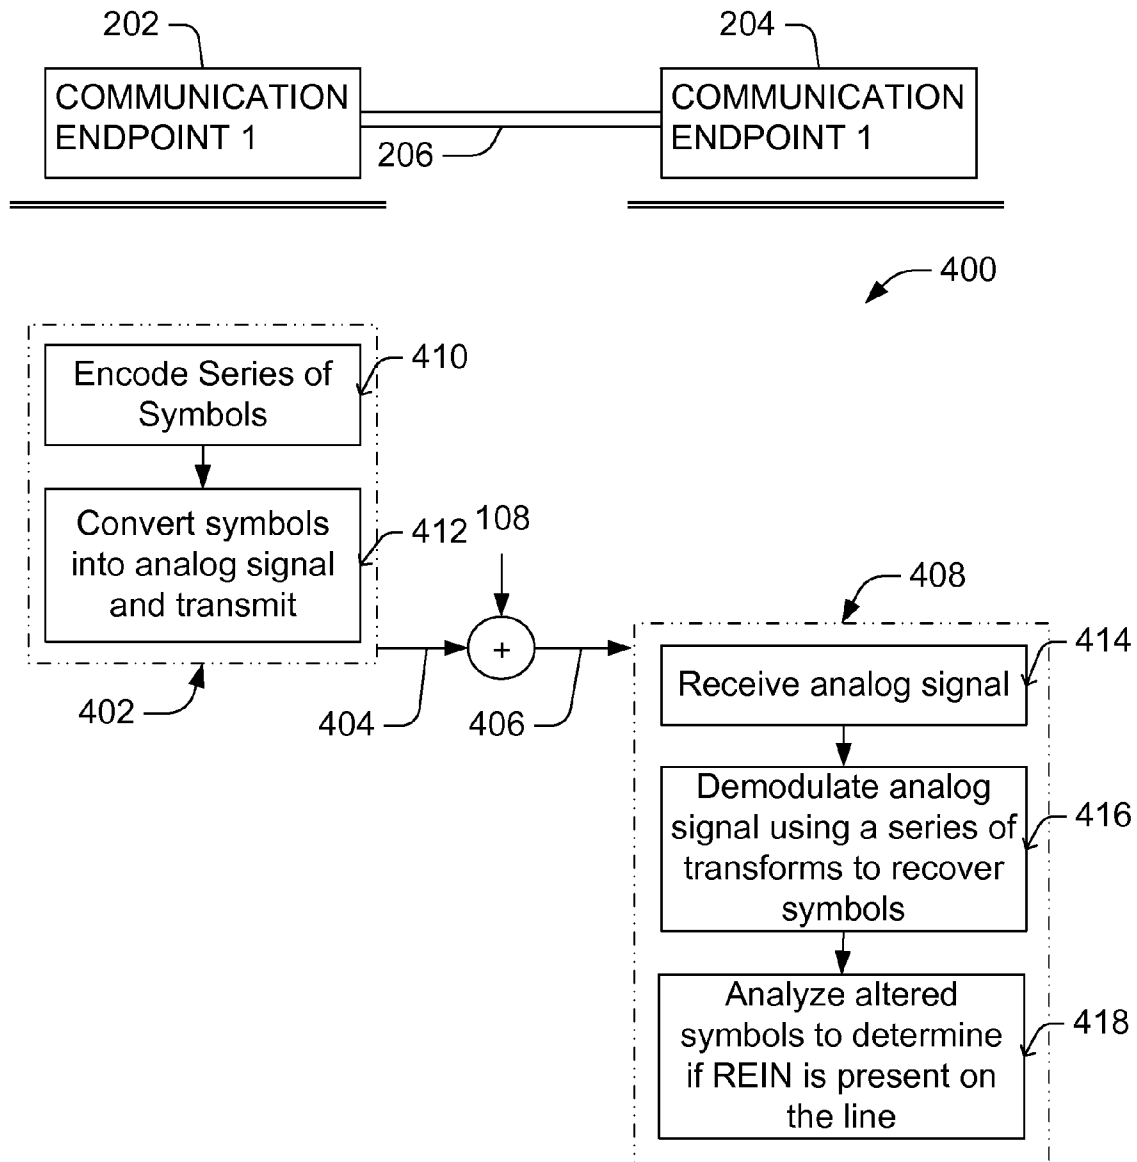 202
204
COMMUNICATION
ENDPOINT 1
COMMUNICATION
ENDPOINT 1
206
400
Encode Series of
Symbols
410
Convert symbols
into analog signal
and transmit
412
108
+
402
404
406
408
Receive analog signal
414
Demodulate analog
signal using a series of
transforms to recover
symbols
416
Analyze altered
symbols to determine
if REIN is present on
the line
418